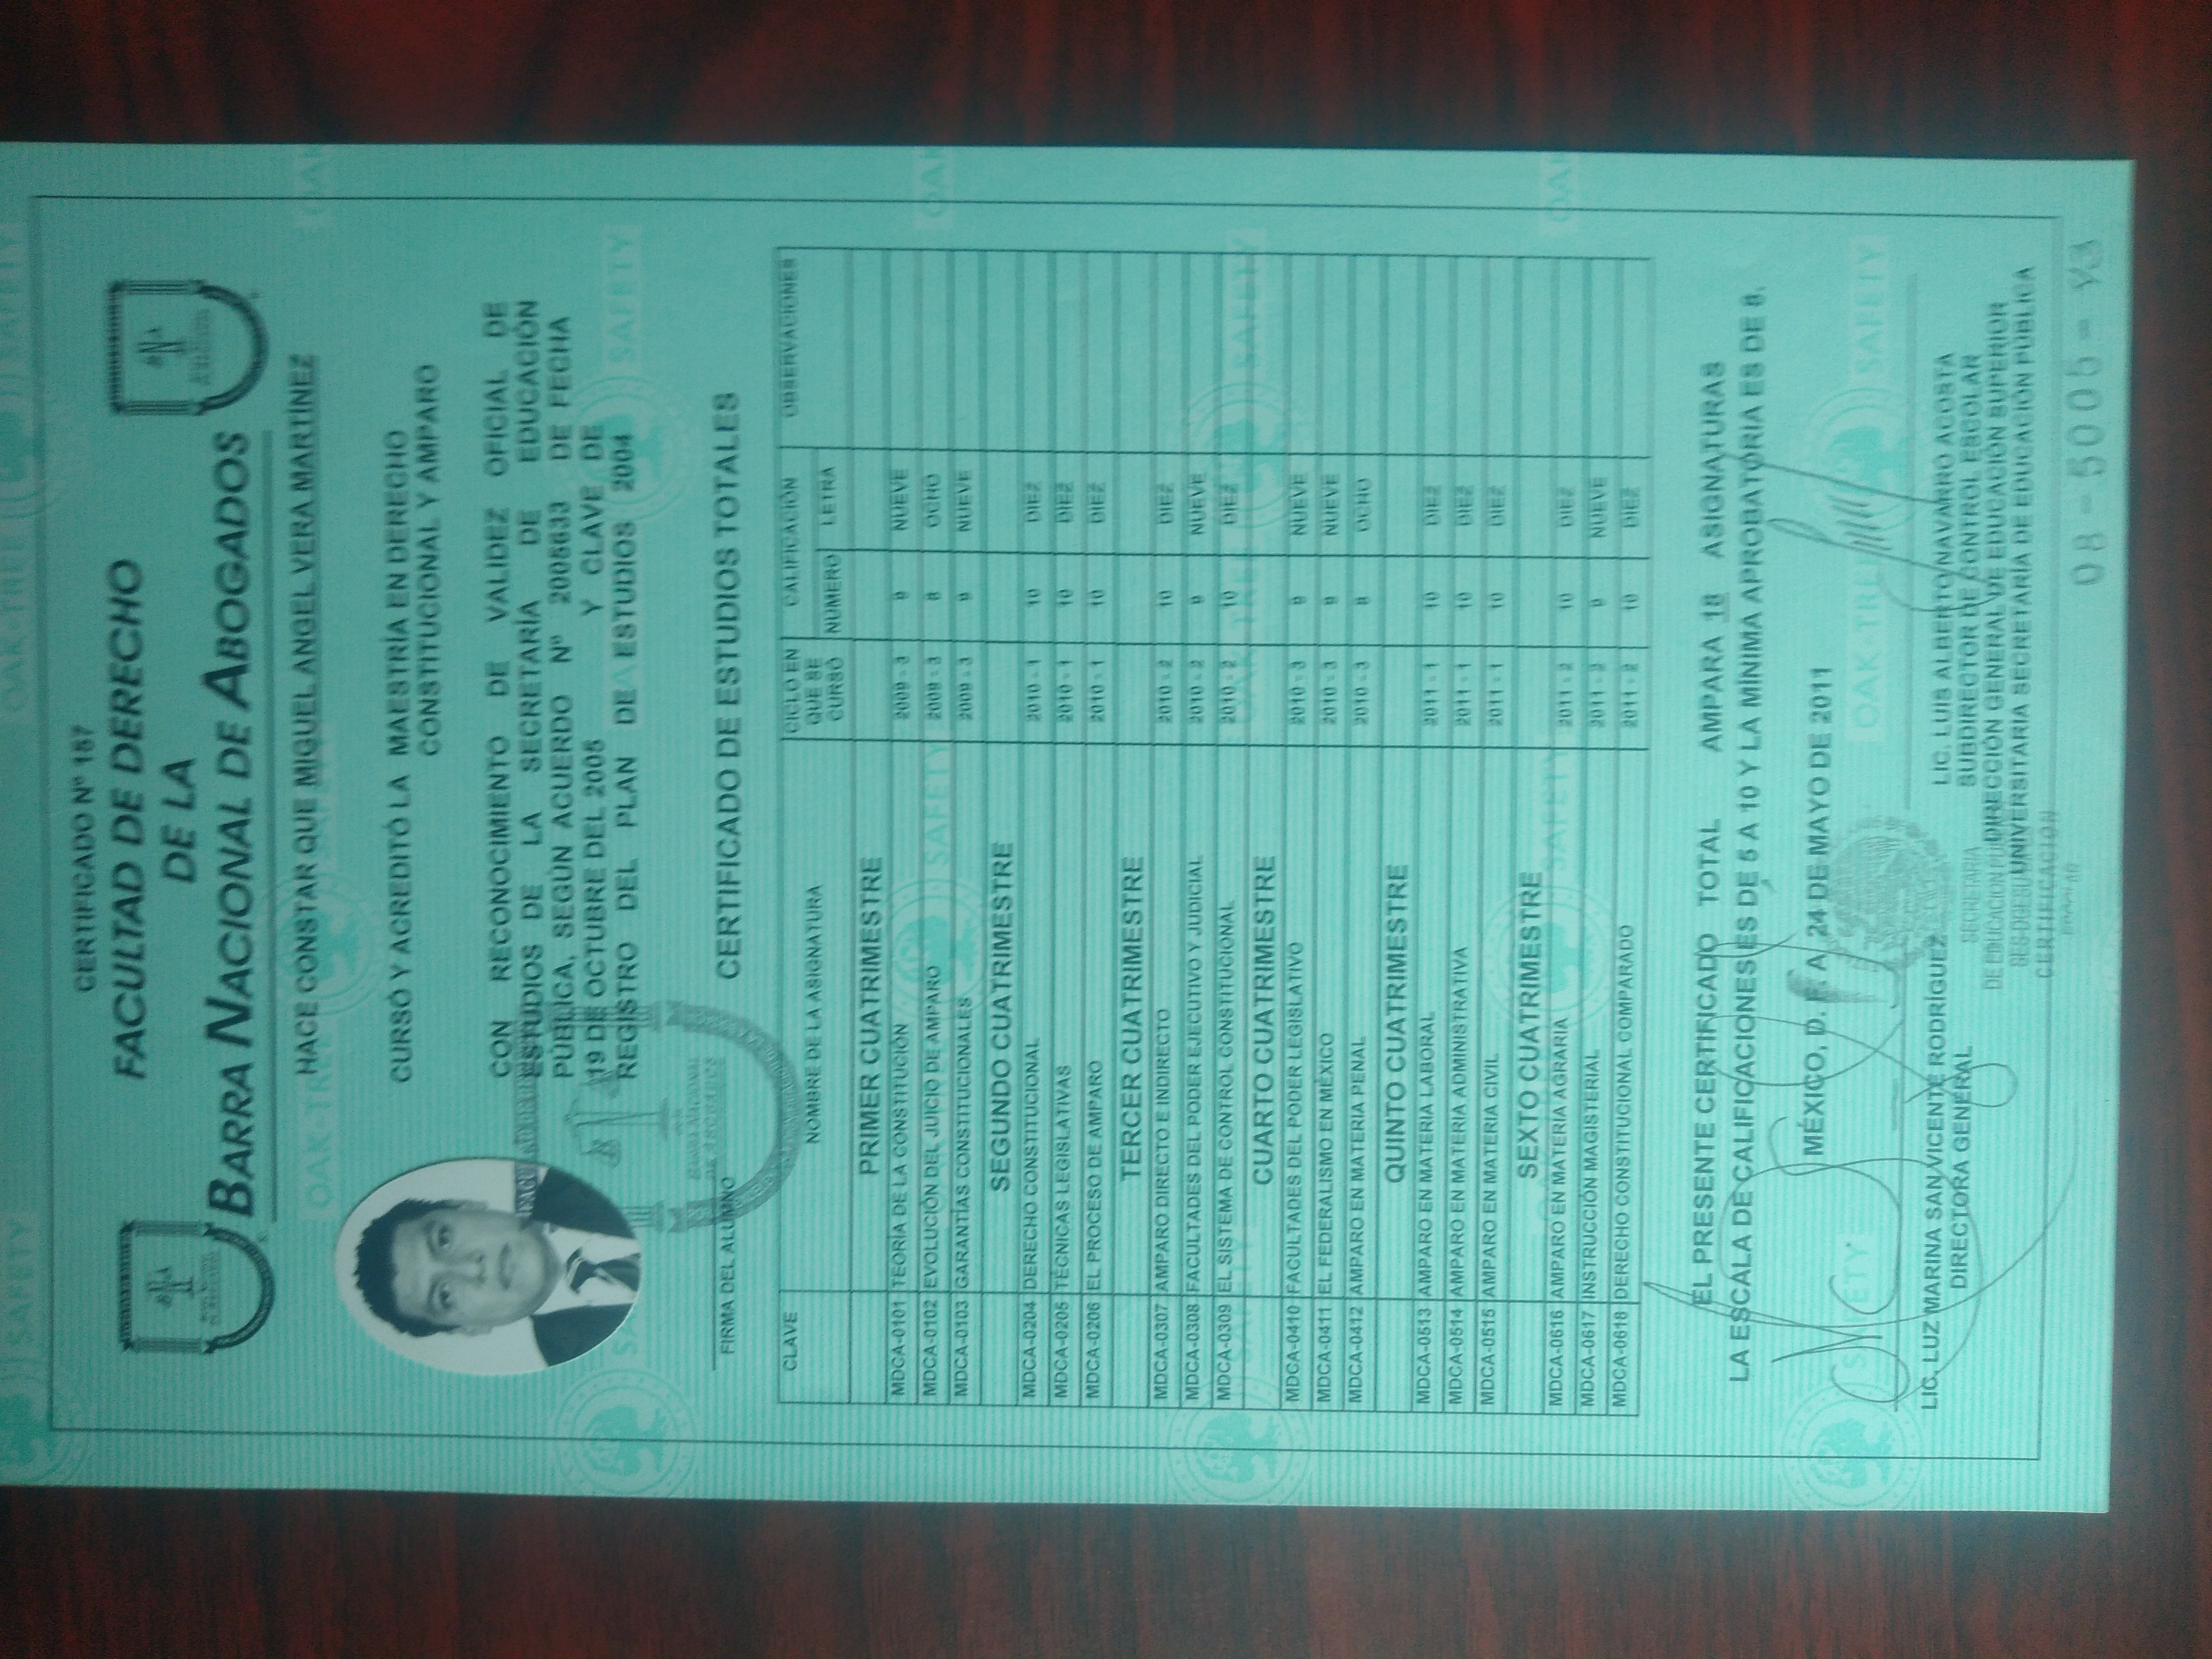 CERTIFICADO Nº 187
FACULTAD DE DERECHO
DE LA
BARRA NACIONAL DE ABOGADOS
HACE CONSTAR QUE MIGUEL ANGEL VERA MARTÍNEZ
CURSÓ Y ACREDITÓ LA MAESTRÍA EN DERECHO
CONSTITUCIONAL Y AMPARO
CON RECONOCIMIENTO DE VALIDEZ OFICIAL DE
ESTUDIOS DE LA SECRETARÍA DE EDUCACIÓN
PÚBLICA, SEGÚN ACUERDO Nº 2005633 DE FECHA
19 DE OCTUBRE DEL 2005 Y CLAVE DE
REGISTRO DEL PLAN DE ESTUDIOS 2004
de la
BARRA NACIONAL
DE ABOGADOS
FIRMA DEL ALUMNO
CERTIFICADO DE ESTUDIOS TOTALES
CLAVE NOMBRE DE LA ASIGNATURA CICLO EN QUE SE CURSÓ CALIFICACIÓN NÚMERO LETRA OBSERVACIONES
PRIMER CUATRIMESTRE
MDCA-0101 TEORÍA DE LA CONSTITUCIÓN 2009 - 3 9 NUEVE
MDCA-0102 EVOLUCIÓN DEL JUICIO DE AMPARO 2009 - 3 8 OCHO
MDCA-0103 GARANTÍAS CONSTITUCIONALES 2009 - 3 9 NUEVE
SEGUNDO CUATRIMESTRE
MDCA-0204 DERECHO CONSTITUCIONAL 2010 - 1 10 DIEZ
MDCA-0205 TÉCNICAS LEGISLATIVAS 2010 - 1 10 DIEZ
MDCA-0206 EL PROCESO DE AMPARO 2010 - 1 10 DIEZ
TERCER CUATRIMESTRE
MDCA-0307 AMPARO DIRECTO E INDIRECTO 2010 - 2 10 DIEZ
MDCA-0308 FACULTADES DEL PODER EJECUTIVO Y JUDICIAL 2010 - 2 9 NUEVE
MDCA-0309 EL SISTEMA DE CONTROL CONSTITUCIONAL 2010 - 2 10 DIEZ
CUARTO CUATRIMESTRE
MDCA-0410 FACULTADES DEL PODER LEGISLATIVO 2010 - 3 9 NUEVE
MDCA-0411 EL FEDERALISMO EN MÉXICO 2010 - 3 9 NUEVE
MDCA-0412 AMPARO EN MATERIA PENAL 2010 - 3 8 OCHO
QUINTO CUATRIMESTRE
MDCA-0513 AMPARO EN MATERIA LABORAL 2011 - 1 10 DIEZ
MDCA-0514 AMPARO EN MATERIA ADMINISTRATIVA 2011 - 1 10 DIEZ
MDCA-0515 AMPARO EN MATERIA CIVIL 2011 - 1 10 DIEZ
SEXTO CUATRIMESTRE
MDCA-0616 AMPARO EN MATERIA AGRARIA 2011 - 2 10 DIEZ
MDCA-0617 INSTRUCCIÓN MAGISTERIAL 2011 - 2 9 NUEVE
MDCA-0618 DERECHO CONSTITUCIONAL COMPARADO 2011 - 2 10 DIEZ
EL PRESENTE CERTIFICADO TOTAL AMPARA 18 ASIGNATURAS
LA ESCALA DE CALIFICACIONES ES DE 5 A 10 Y LA MÍNIMA APROBATORIA ES DE 8.
MÉXICO, D. F. A 24 DE MAYO DE 2011
LIC. LUZ MARINA SAN VICENTE RODRÍGUEZ
DIRECTORA GENERAL
LIC. LUIS ALBERTO NAVARRO ACOSTA
SUBDIRECTOR DE CONTROL ESCOLAR
DIRECCIÓN GENERAL DE EDUCACIÓN SUPERIOR
UNIVERSITARIA SECRETARÍA DE EDUCACIÓN PÚBLICA
SECRETARIA
DE EDUCACION
CERTIFICACION
ESCOLAR
08 - 5005 -
OAK-TREE SAFETY